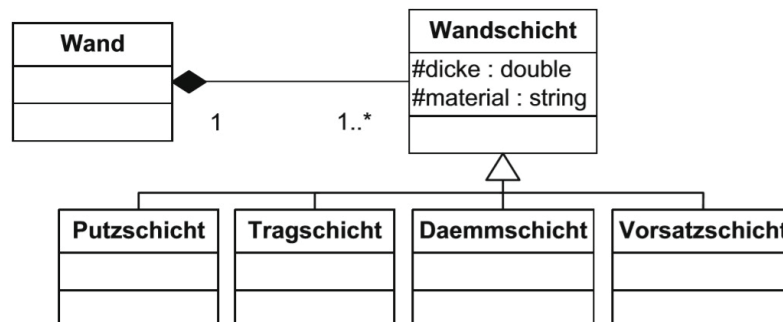 Wand
Wandschicht
#dicke : double
#material : string
1
1..*
Putzschicht
Tragschicht
Daemmschicht
Vorsatzschicht